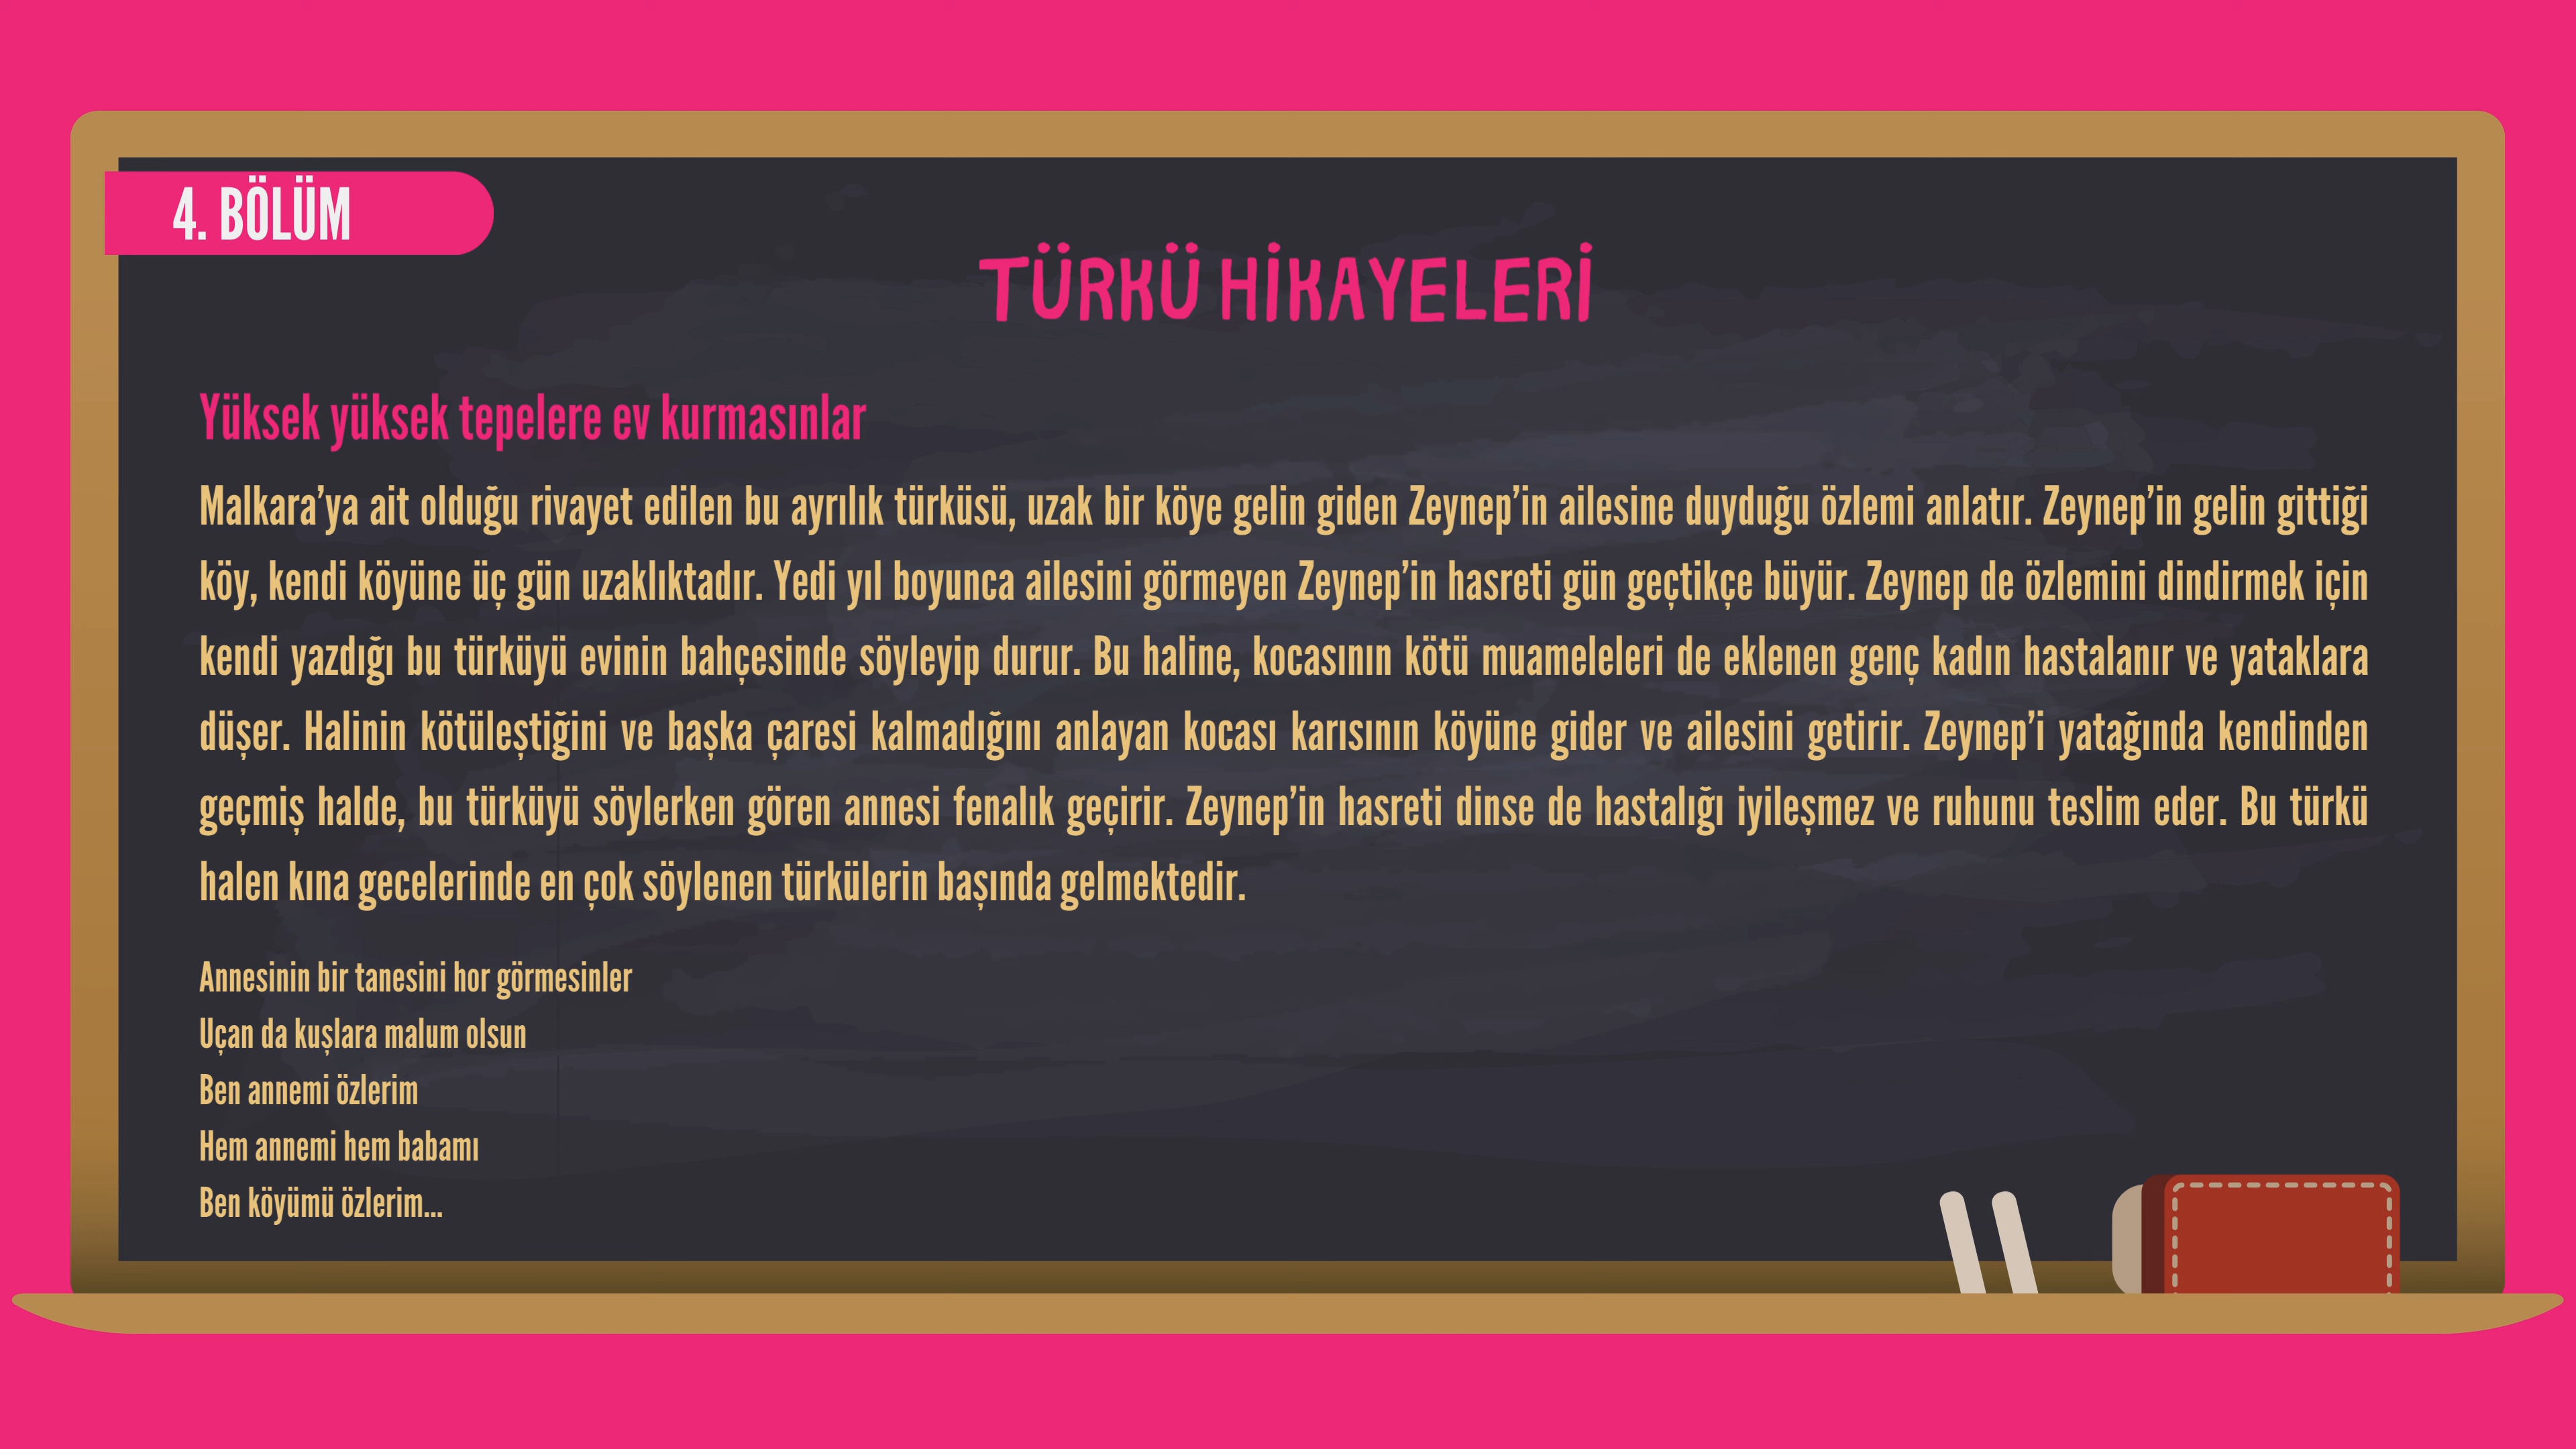 4. BÖLÜM
TÜRKÜ HİKAYELERİ
Yüksek yüksek tepelere ev kurmasınlar
Malkara’ya ait olduğu rivayet edilen bu ayrılık türküsü, uzak bir köye gelin giden Zeynep’in ailesine duyduğu özlemi anlatır. Zeynep’in gelin gittiği
köy, kendi köyüne üç gün uzaklıktadır. Yedi yıl boyunca ailesini görmeyen Zeynep’in hasreti gün geçtikçe büyür. Zeynep de özlemini dindirmek için
kendi yazdığı bu türküyü evinin bahçesinde söyleyip durur. Bu haline, kocasının kötü muameleleri de eklenen genç kadın hastalanır ve yataklara
düşer. Halinin kötüleştiğini ve başka çaresi kalmadığını anlayan kocası karısının köyüne gider ve ailesini getirir. Zeynep’i yatağında kendinden
geçmiş halde, bu türküyü söylerken gören annesi fenalık geçirir. Zeynep’in hasreti dinse de hastalığı iyileşmez ve ruhunu teslim eder. Bu türkü
halen kına gecelerinde en çok söylenen türkülerin başında gelmektedir.
Annesinin bir tanesini hor görmesinler
Uçan da kuşlara malum olsun
Ben annemi özlerim
Hem annemi hem babamı
Ben köyümü özlerim...